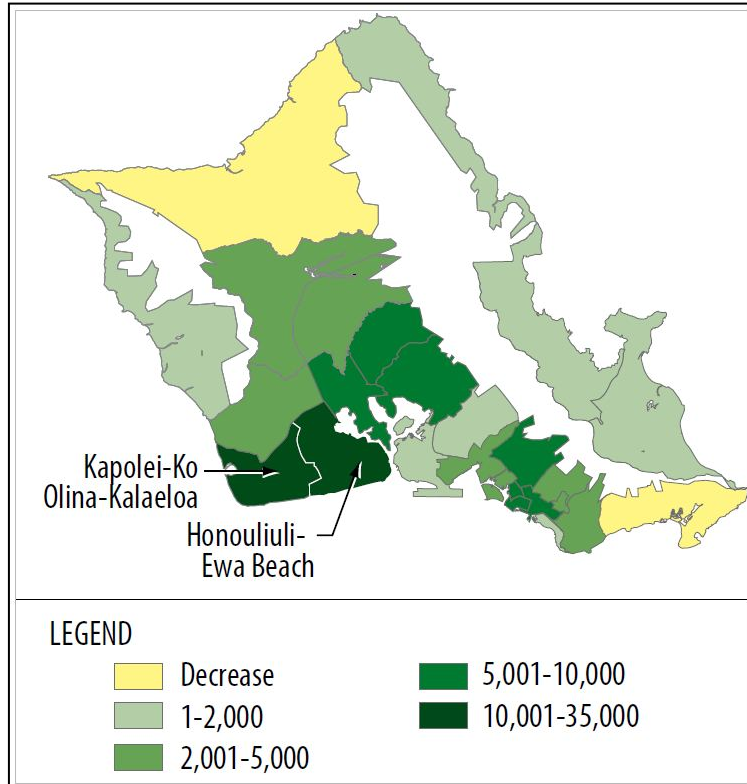 Kapolei-Ko
Olina-Kalaeloa
Honouliuli-
Ewa Beach
LEGEND
Decrease
1-2,000
2,001-5,000
5,001-10,000
10,001-35,000